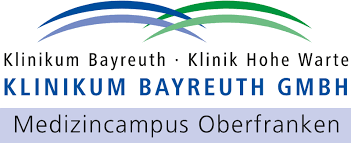 Klinikum Bayreuth · Klinik Hohe Warte
KLINIKUM BAYREUTH GMBH
Medizincampus Oberfranken